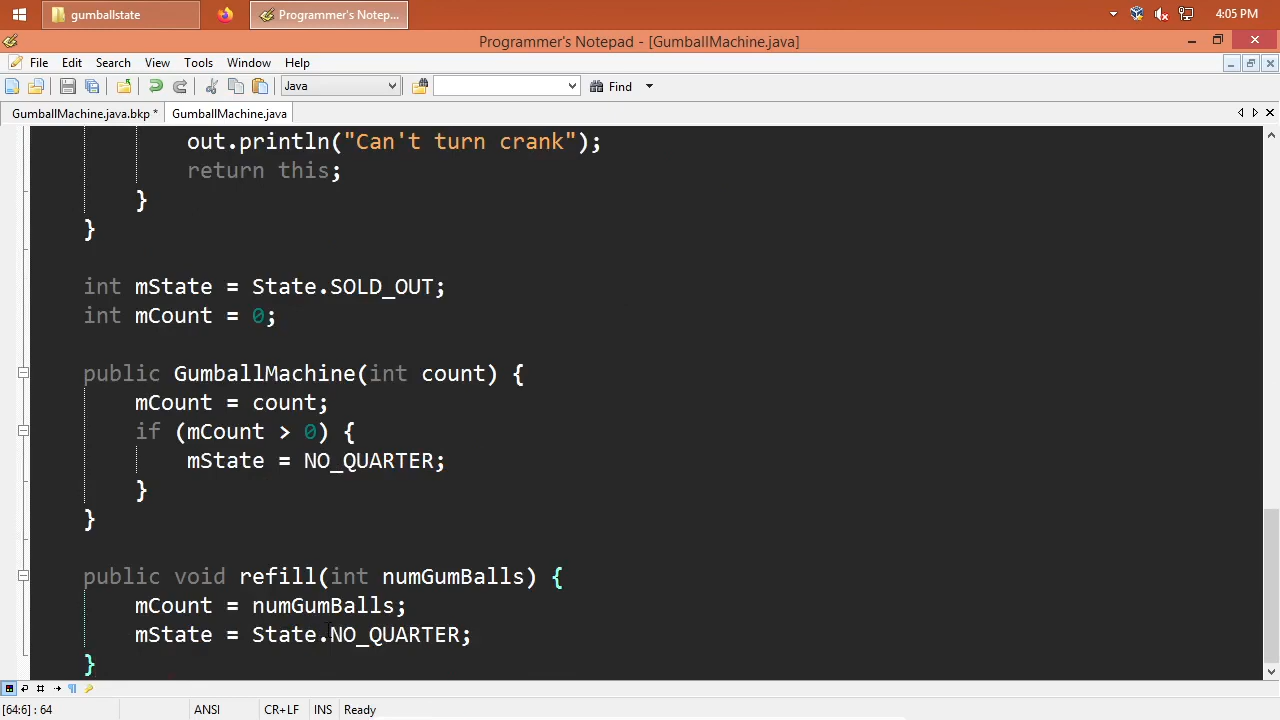 gumballstate
Programmer's Notep...
4:05 PM
Programmer's Notepad - [GumballMachine.java]
File Edit Search View Tools Window Help
Java
Find
GumballMachine.java.bkp * GumballMachine.java
out.println("Can't turn crank");
return this;
}
}
int mState = State.SOLD_OUT;
int mCount = 0;
public GumballMachine(int count) {
mCount = count;
if (mCount > 0) {
mState = NO_QUARTER;
}
}
public void refill(int numGumBalls) {
mCount = numGumBalls;
mState = State.NO_QUARTER;
}
[64:6] : 64 ANSI CR+LF INS Ready